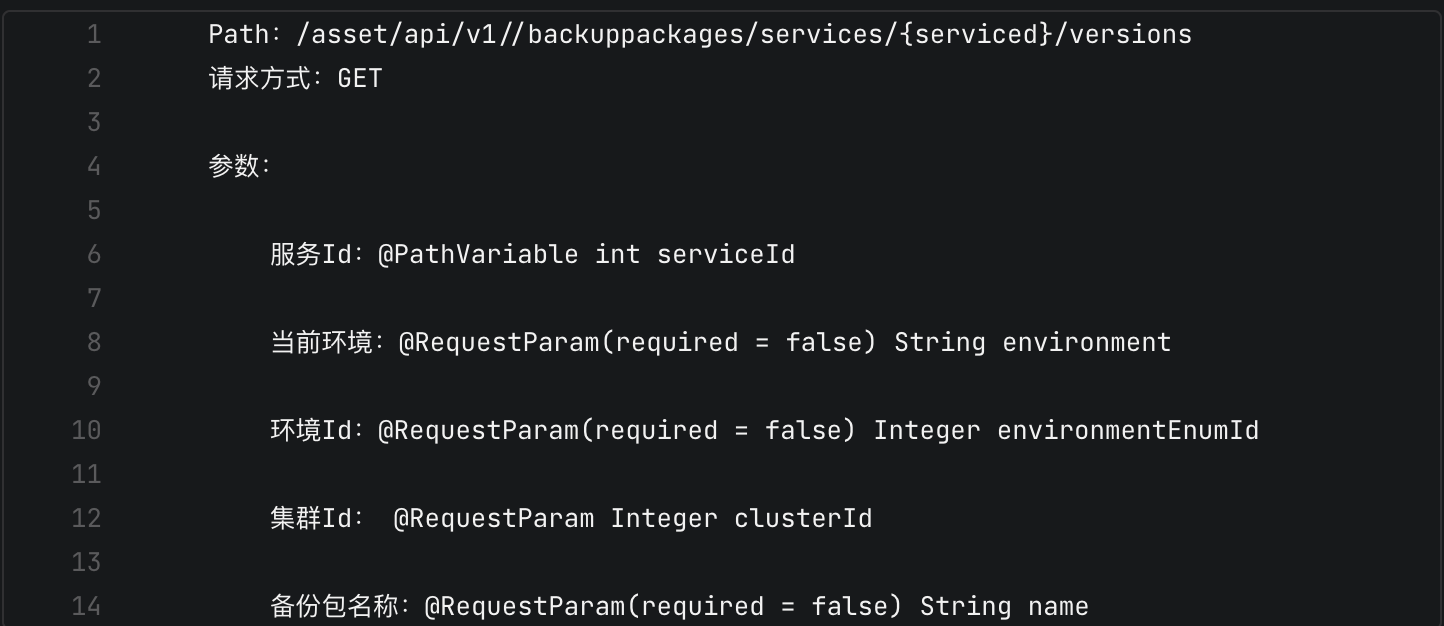 1 Path: /asset/api/v1//backuppackages/services/{serviced}/versions
2 请求方式: GET
3
4 参数:
5
6 服务Id: @PathVariable int serviceId
7
8 当前环境: @RequestParam(required = false) String environment
9
10 环境Id: @RequestParam(required = false) Integer environmentEnumId
11
12 集群Id: @RequestParam Integer clusterId
13
14 备份包名称: @RequestParam(required = false) String name